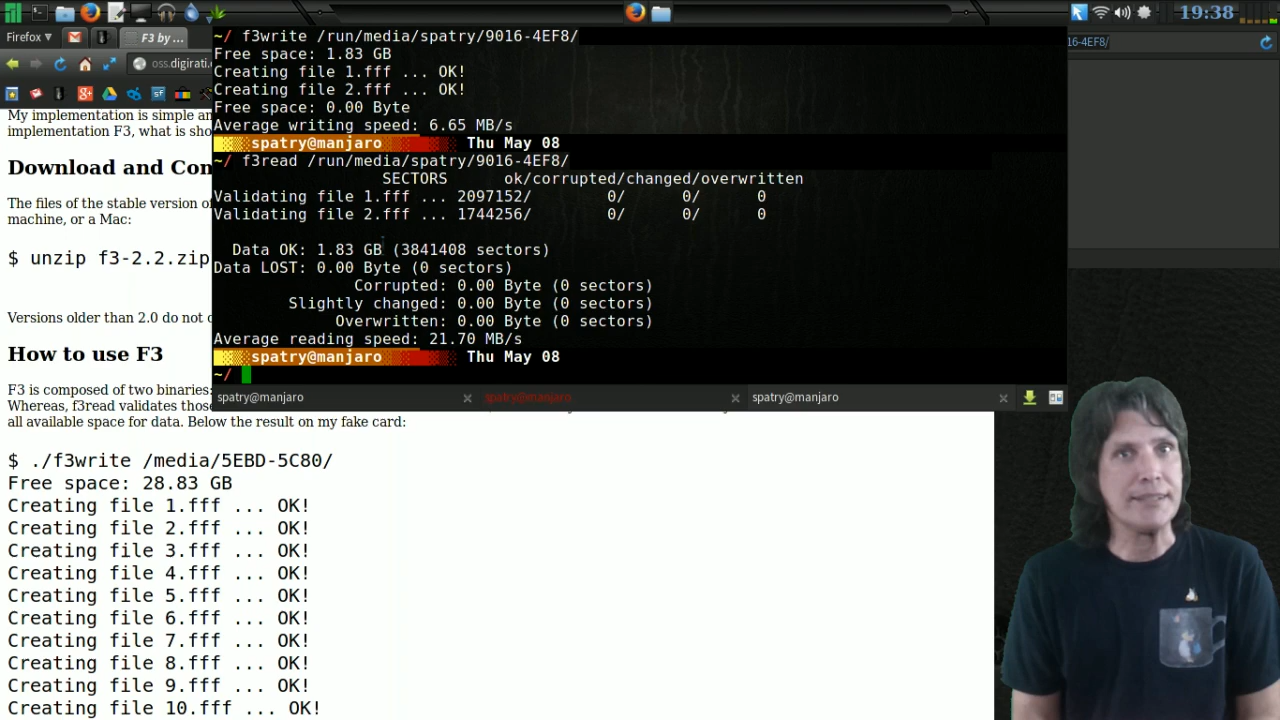 19:38
Firefox
F3 by ...
oss.digirati.
16-4EF8/
~/ f3write /run/media/spatry/9016-4EF8/
Free space: 1.83 GB
Creating file 1.fff ... OK!
Creating file 2.fff ... OK!
Free space: 0.00 Byte
Average writing speed: 6.65 MB/s
spatry@manjaro Thu May 08
~/ f3read /run/media/spatry/9016-4EF8/
SECTORS ok/corrupted/changed/overwritten
Validating file 1.fff ... 2097152/ 0/ 0/ 0
Validating file 2.fff ... 1744256/ 0/ 0/ 0
Data OK: 1.83 GB (3841408 sectors)
Data LOST: 0.00 Byte (0 sectors)
Corrupted: 0.00 Byte (0 sectors)
Slightly changed: 0.00 Byte (0 sectors)
Overwritten: 0.00 Byte (0 sectors)
Average reading speed: 21.70 MB/s
spatry@manjaro Thu May 08
~/
spatry@manjaro spatry@manjaro spatry@manjaro
My implementation is simple an
implementation F3, what is sho
Download and Con
The files of the stable version of
machine, or a Mac:
$ unzip f3-2.2.zip
Versions older than 2.0 do not c
How to use F3
F3 is composed of two binaries:
Whereas, f3read validates those
all available space for data. Below the result on my fake card:
$ ./f3write /media/5EBD-5C80/
Free space: 28.83 GB
Creating file 1.fff ... OK!
Creating file 2.fff ... OK!
Creating file 3.fff ... OK!
Creating file 4.fff ... OK!
Creating file 5.fff ... OK!
Creating file 6.fff ... OK!
Creating file 7.fff ... OK!
Creating file 8.fff ... OK!
Creating file 9.fff ... OK!
Creating file 10.fff ... OK!